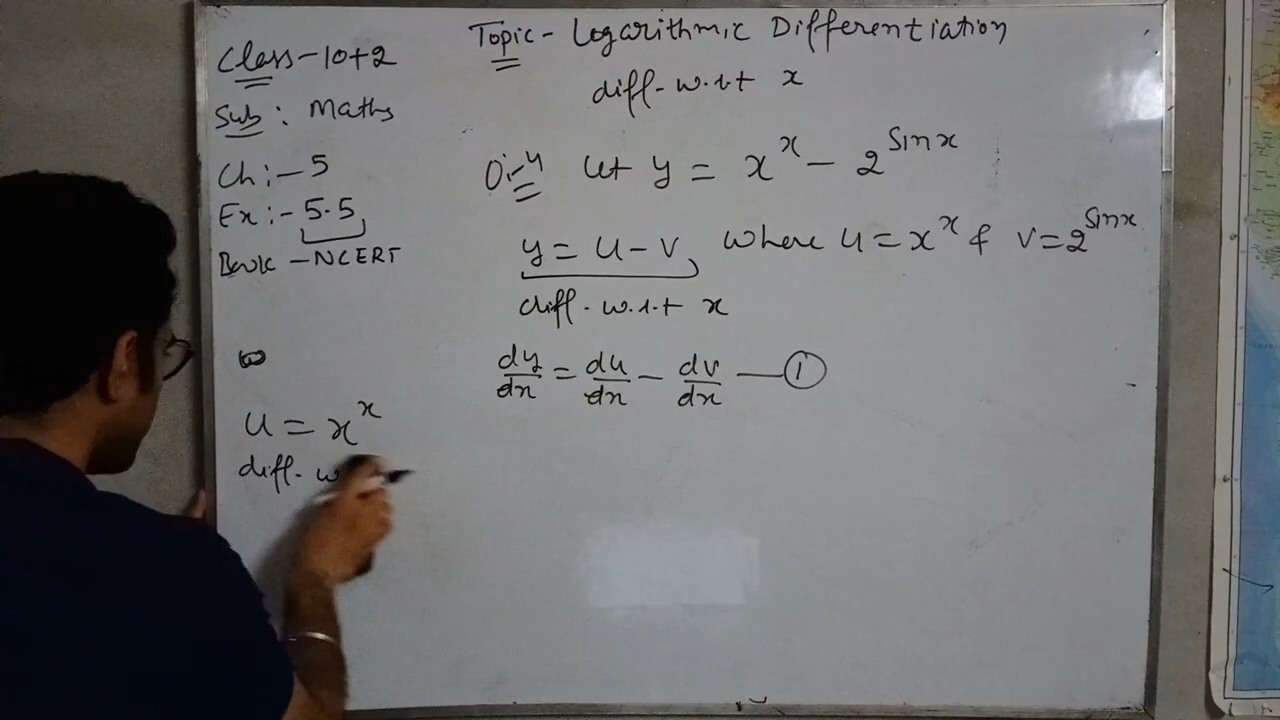 Topic - Logarithmic Differentiation
Class-10+2
Sub: Maths
Ch:- 5
Ex:- 5.5
Book - NCERT
diff. w.r.t x
Q:-4 Let y = x^x - 2^Sinx
y = u - v, where u = x^x & v = 2^Sinx
diff. w.r.t x
dy/dx = du/dx - dv/dx — ①
u = x^x
diff. w